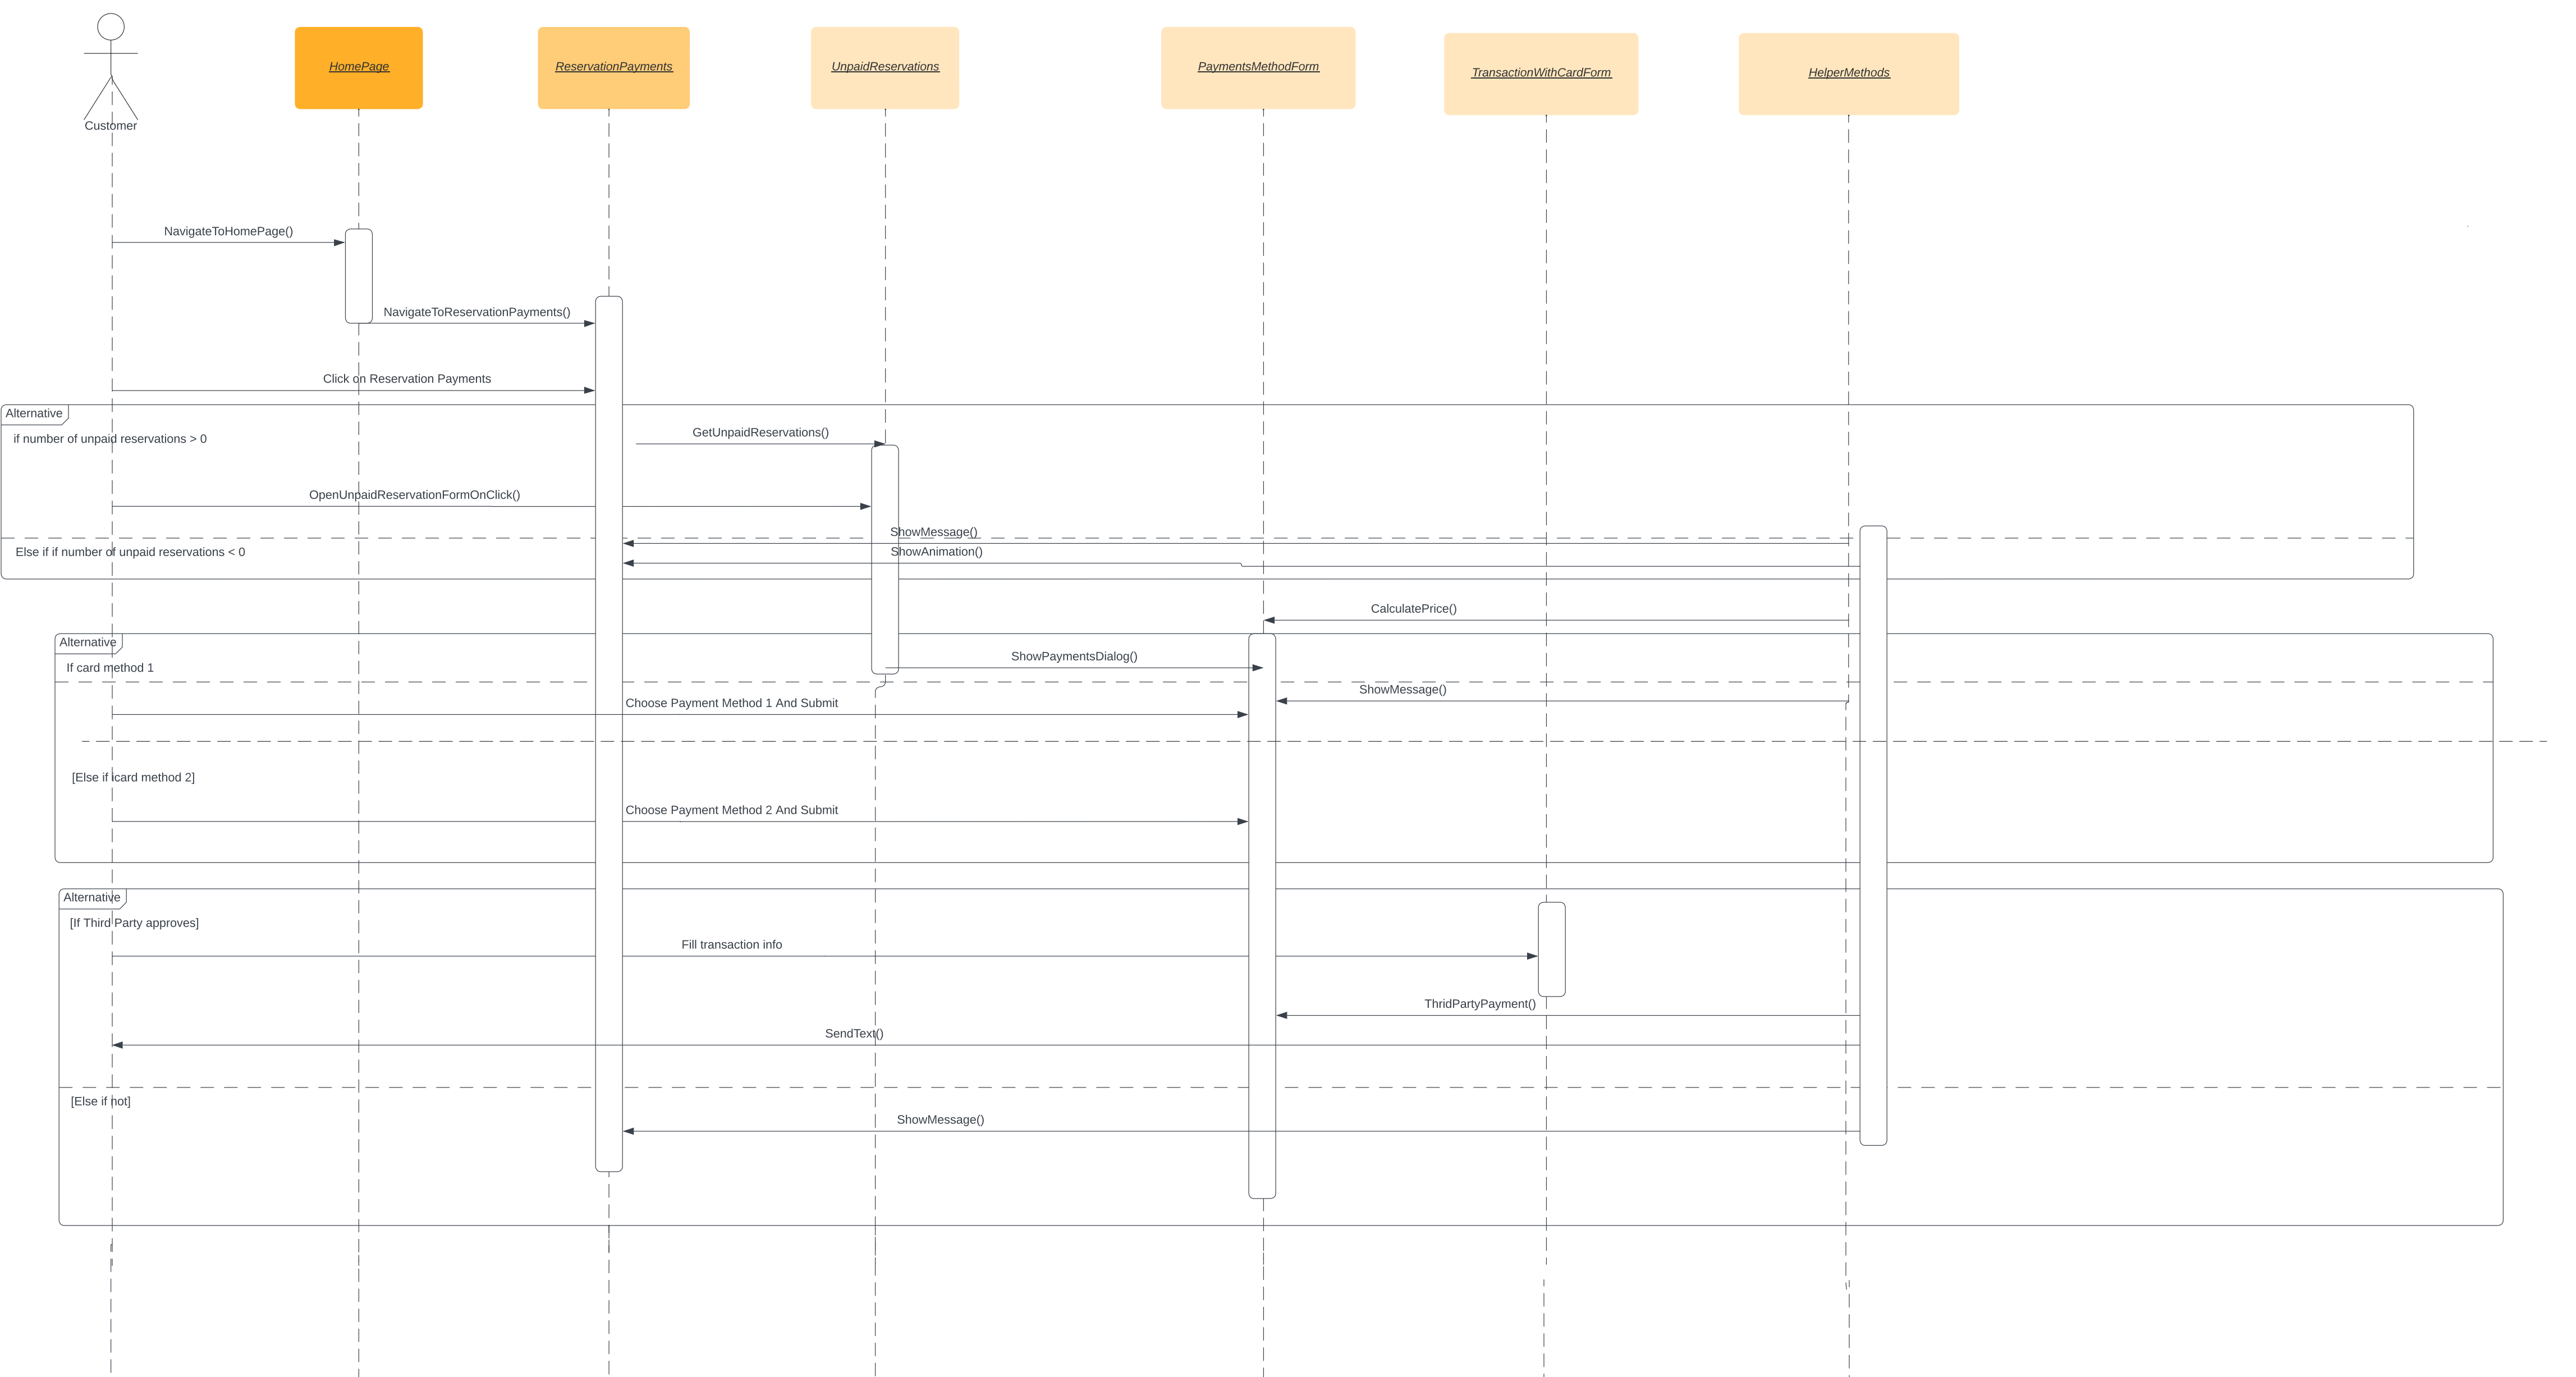 HomePage
ReservationPayments
UnpaidReservations
PaymentsMethodForm
TransactionWithCardForm
HelperMethods
Customer
NavigateToHomePage()
NavigateToReservationPayments()
Click on Reservation Payments
Alternative
if number of unpaid reservations > 0
GetUnpaidReservations()
OpenUnpaidReservationFormOnClick()
ShowMessage()
Else if if number of unpaid reservations < 0
ShowAnimation()
CalculatePrice()
Alternative
If card method 1
ShowPaymentsDialog()
ShowMessage()
Choose Payment Method 1 And Submit
[Else if icard method 2]
Choose Payment Method 2 And Submit
Alternative
[If Third Party approves]
Fill transaction info
ThridPartyPayment()
SendText()
[Else if not]
ShowMessage()